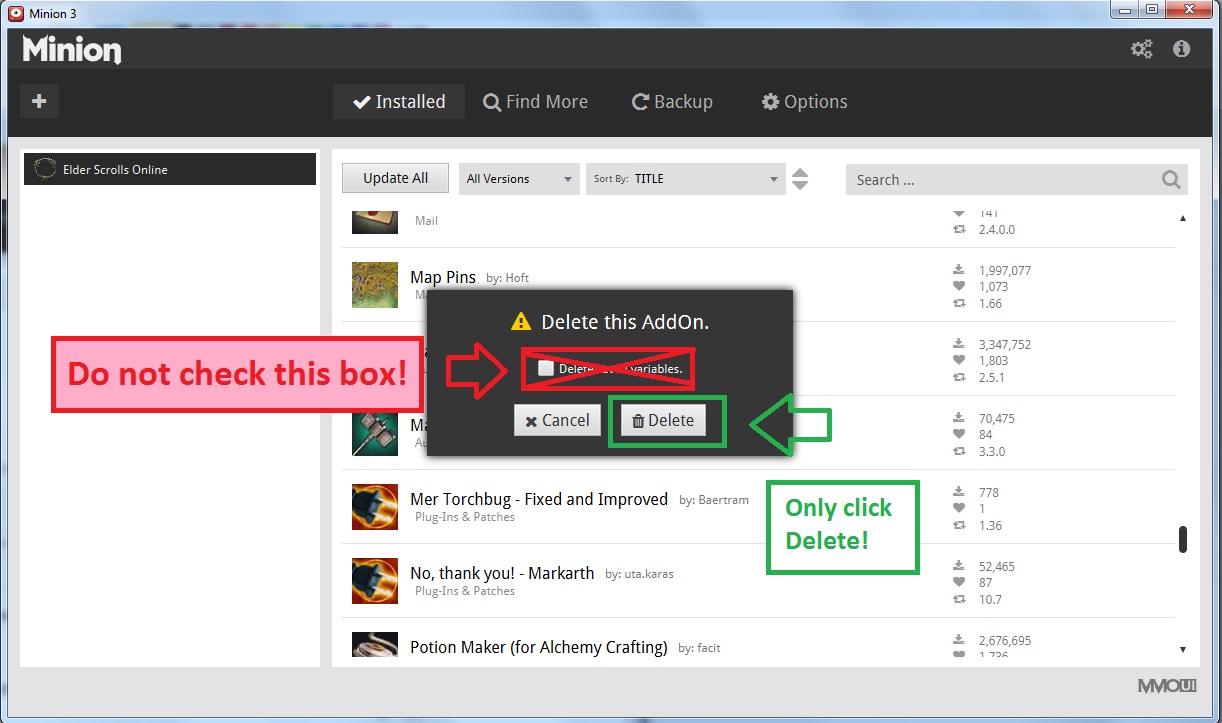 Minion 3
Minion
Installed
Find More
Backup
Options
Elder Scrolls Online
Update All
All Versions
Sort By: TITLE
Search ...
Mail
141
2.4.0.0
Map Pins by: Hoft
1,997,077
1,073
1.66
Delete this AddOn.
Do not check this box!
Delete variables.
3,347,752
1,803
2.5.1
Cancel
Delete
70,475
84
3.3.0
Mer Torchbug - Fixed and Improved by: Baertram
Plug-Ins & Patches
778
1
1.36
Only click
Delete!
No, thank you! - Markarth by: uta.karas
Plug-Ins & Patches
52,465
87
10.7
Potion Maker (for Alchemy Crafting) by: facit
2,676,695
1,736
MMOUI